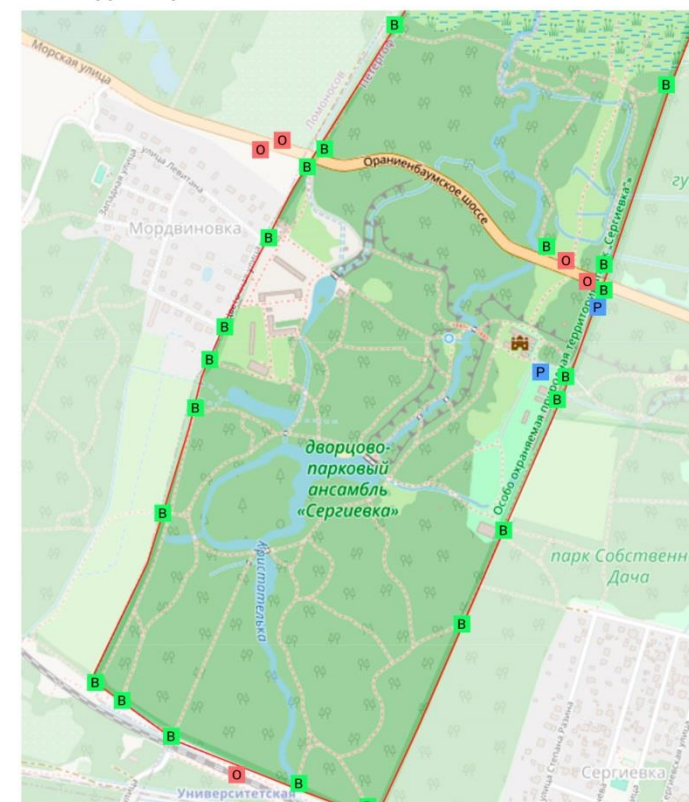 В
В
Морская улица
Ломоносов
Петергоф
О
О
В
В
Ораниенбаумское шоссе
улица Левитана
Западная улица
Мордвиновка
В
В
О
В
О
В
Р
В
В
Р
В
В
Особо охраняемая природная территория
«Сергиевка»
В
дворцово-
парковый
ансамбль
«Сергиевка»
В
В
Кристателька
парк Собственн
Дача
В
В
В
В
О
В
Университетская
улица Степана Разина
Сергиевка